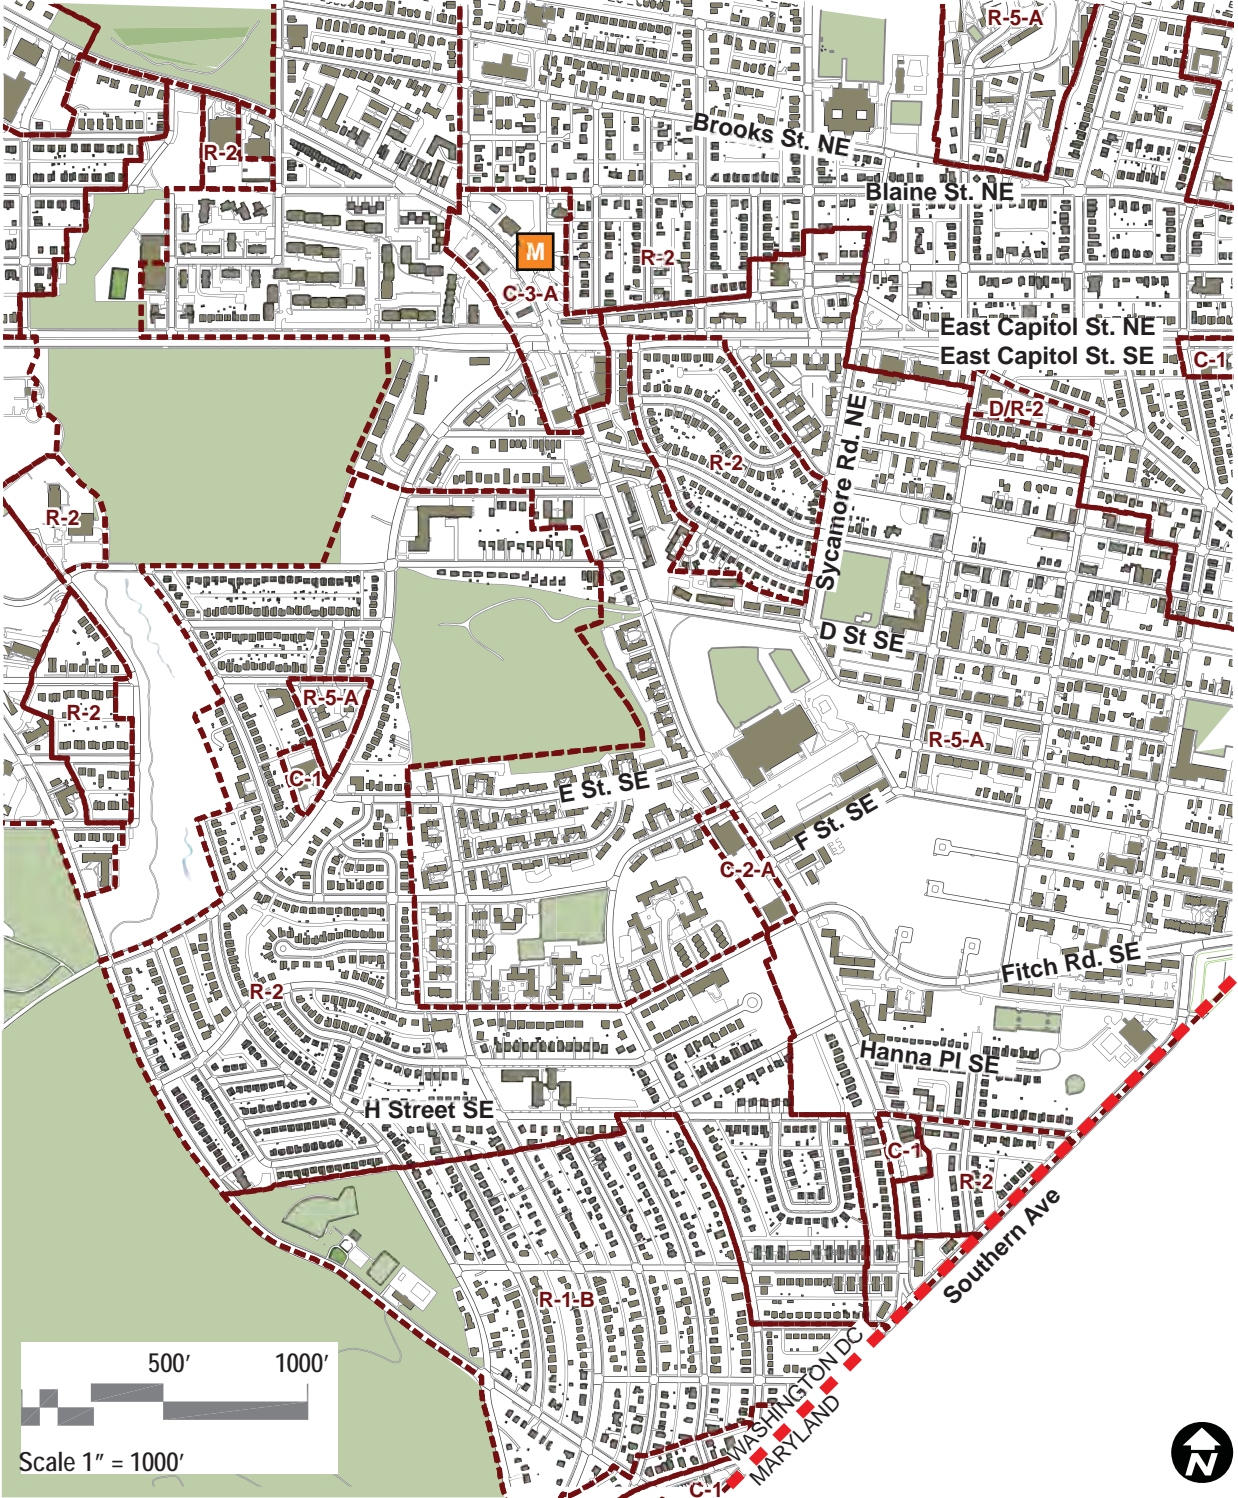 R-5-A
Brooks St. NE
R-2
Blaine St. NE
M
R-2
C-3-A
East Capitol St. NE
East Capitol St. SE
C-1
D/R-2
Sycamore Rd. NE
R-2
R-2
D St SE
R-5-A
R-2
R-5-A
C-1
E St. SE
F St. SE
C-2-A
Fitch Rd. SE
R-2
Hanna Pl SE
H Street SE
C-1
R-2
Southern Ave
R-1-B
WASHINGTON DC
MARYLAND
500' 1000'
Scale 1" = 1000'
C-1
N